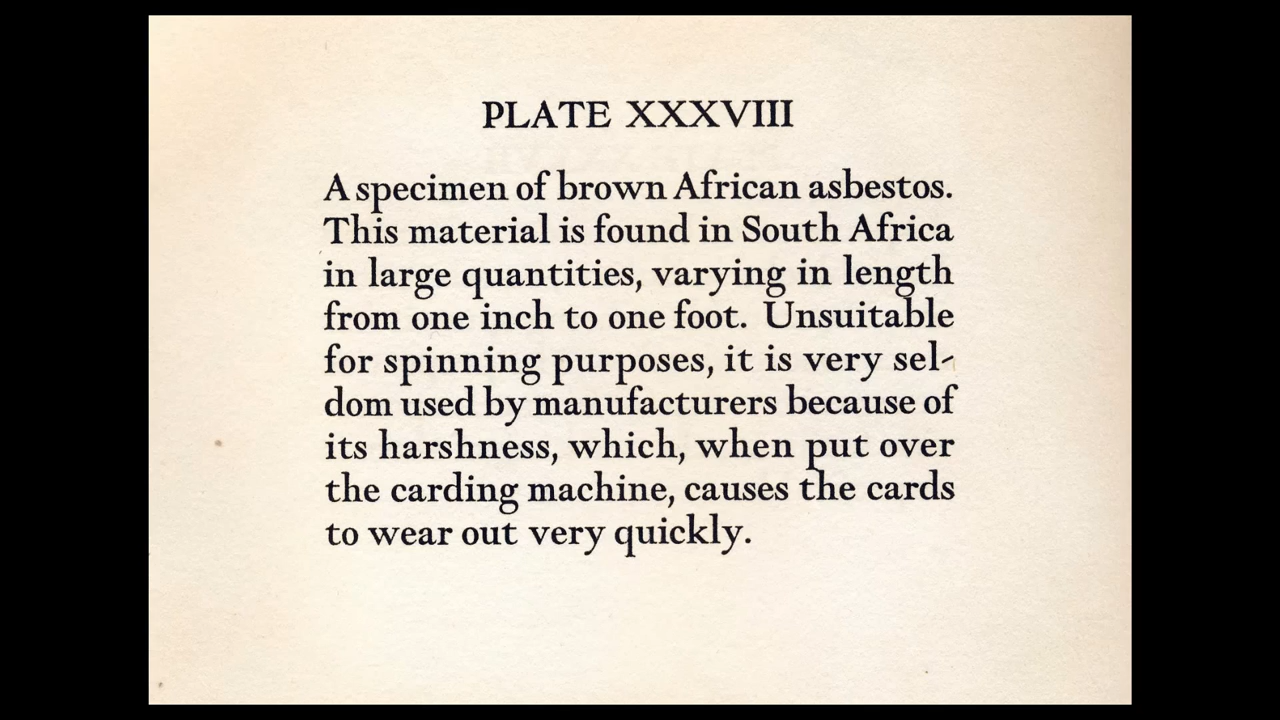 PLATE XXXVIII
A specimen of brown African asbestos.
This material is found in South Africa
in large quantities, varying in length
from one inch to one foot. Unsuitable
for spinning purposes, it is very sel-
dom used by manufacturers because of
its harshness, which, when put over
the carding machine, causes the cards
to wear out very quickly.